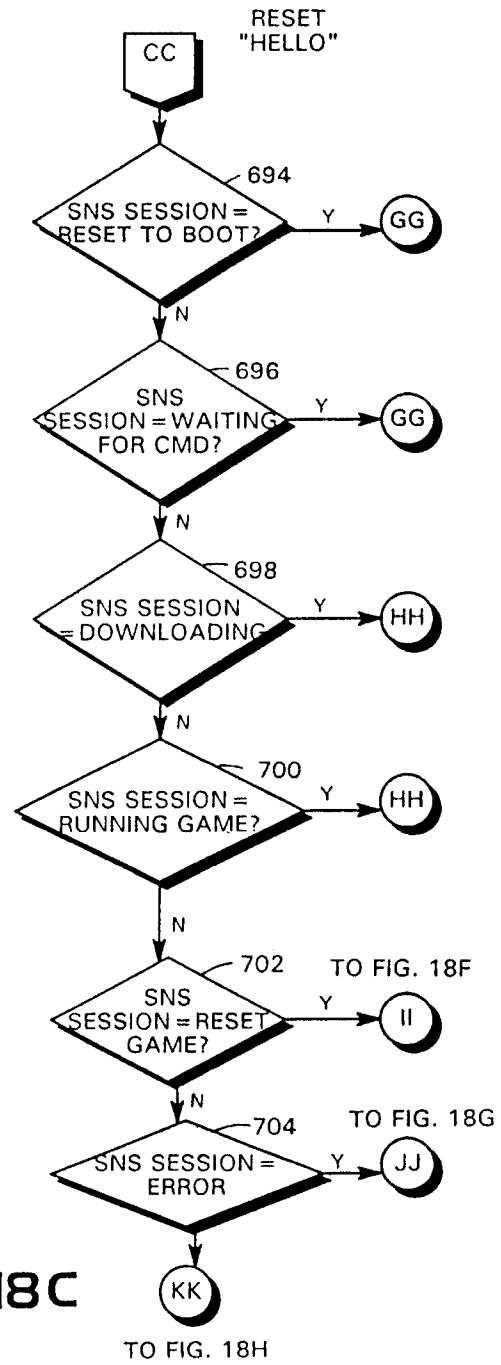 RESET
"HELLO"
CC
694
SNS SESSION =
RESET TO BOOT?
Y
GG
N
696
SNS
SESSION = WAITING
FOR CMD?
Y
GG
N
698
SNS SESSION
= DOWNLOADING
Y
HH
N
700
SNS SESSION =
RUNNING GAME?
Y
HH
N
702
TO FIG. 18F
SNS
SESSION = RESET
GAME?
Y
II
N
704
TO FIG. 18G
SNS SESSION =
ERROR
Y
JJ
8C
KK
TO FIG. 18H